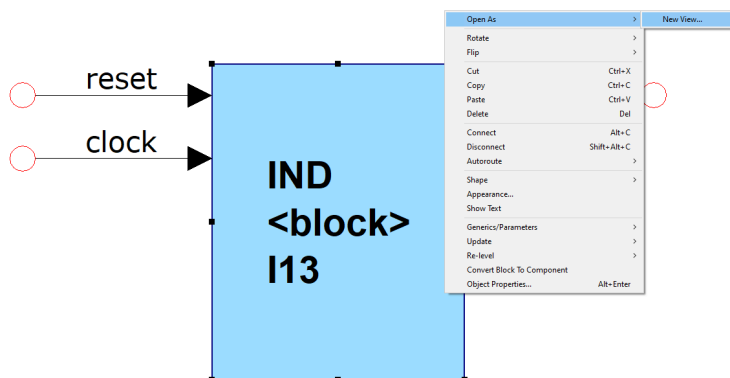 reset
clock
IND
<block>
I13
Open As >
New View...
Rotate >
Flip >
Cut Ctrl+X
Copy Ctrl+C
Paste Ctrl+V
Delete Del
Connect Alt+C
Disconnect Shift+Alt+C
Autoroute >
Shape >
Appearance...
Show Text
Generics/Parameters >
Update >
Re-level >
Convert Block To Component
Object Properties... Alt+Enter